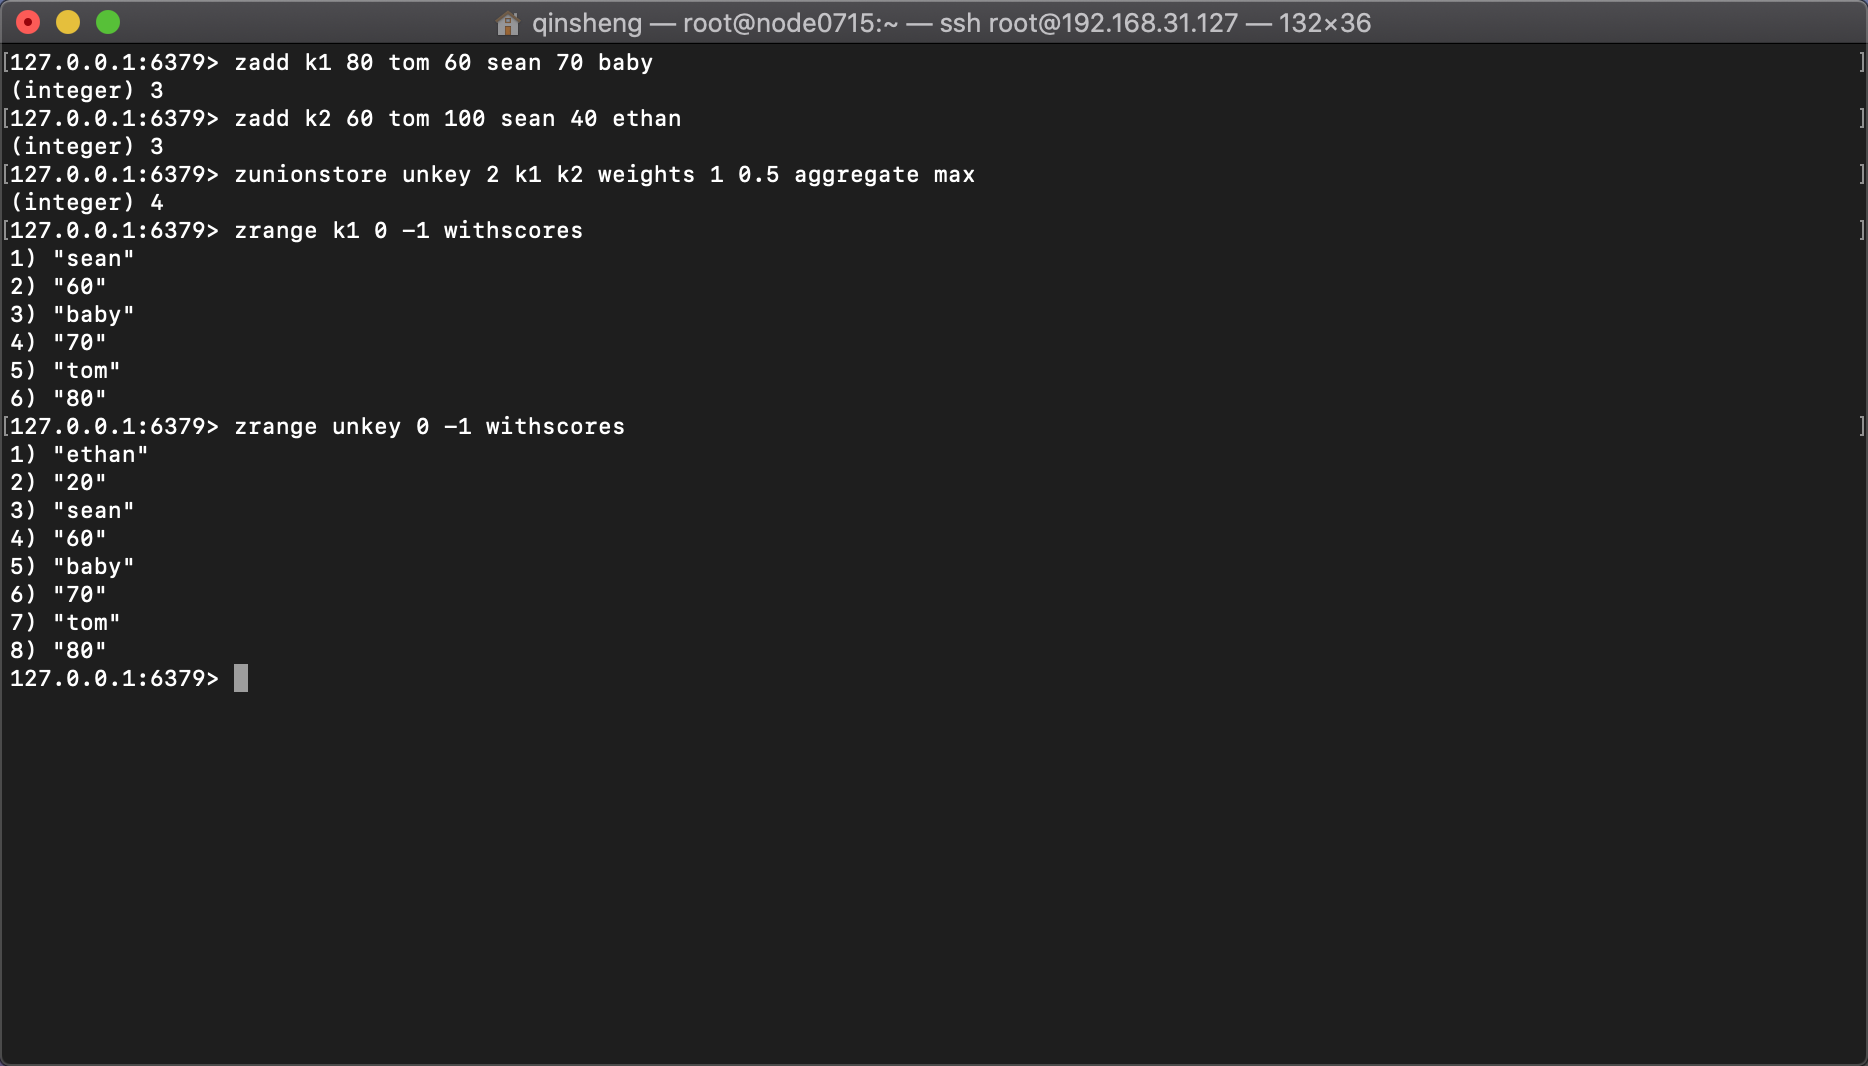 qinsheng — root@node0715:~ — ssh root@192.168.31.127 — 132×36
[127.0.0.1:6379> zadd k1 80 tom 60 sean 70 baby ]
(integer) 3
[127.0.0.1:6379> zadd k2 60 tom 100 sean 40 ethan ]
(integer) 3
[127.0.0.1:6379> zunionstore unkey 2 k1 k2 weights 1 0.5 aggregate max ]
(integer) 4
[127.0.0.1:6379> zrange k1 0 -1 withscores ]
1) "sean"
2) "60"
3) "baby"
4) "70"
5) "tom"
6) "80"
[127.0.0.1:6379> zrange unkey 0 -1 withscores ]
1) "ethan"
2) "20"
3) "sean"
4) "60"
5) "baby"
6) "70"
7) "tom"
8) "80"
127.0.0.1:6379>